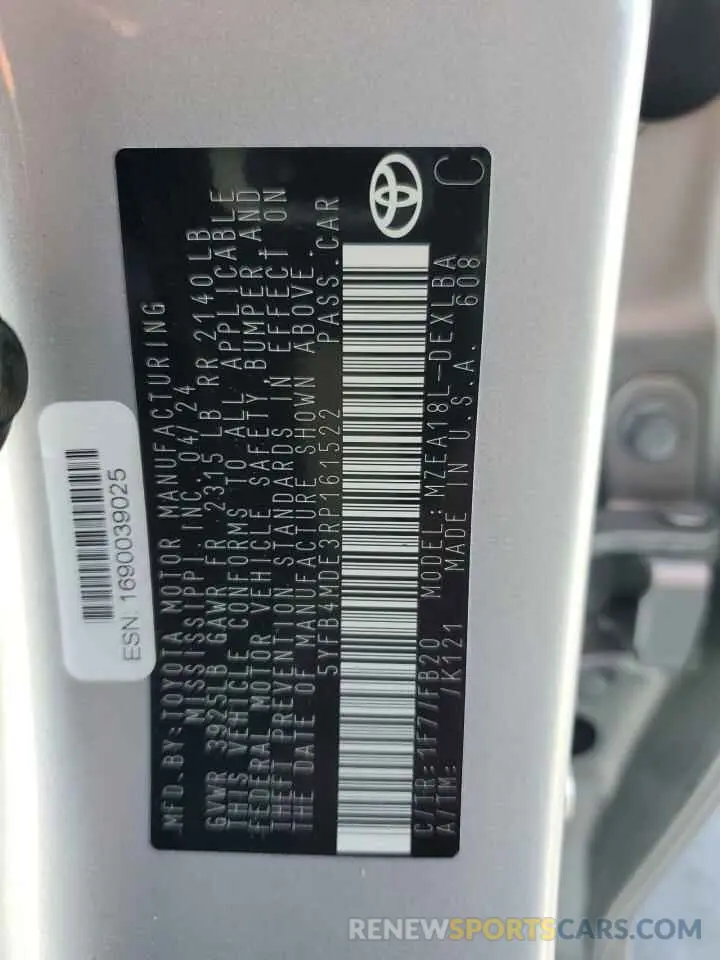 MFD.BY:TOYOTA MOTOR MANUFACTURING
MISSISSIPPI INC. 04/24
GVWR 3925LB GAWR FR 2315 LB RR 2140LB
THIS VEHICLE CONFORMS TO ALL APPLICABLE
FEDERAL MOTOR VEHICLE SAFETY, BUMPER, AND
THEFT PREVENTION STANDARDS IN EFFECT ON
THE DATE OF MANUFACTURE SHOWN ABOVE.
5YFB4MDE3RP161522 PASS.CAR
C/TR:1F7/FB20 MODEL:MZEA18L-DEXLBA
A/TM: /K121 MADE IN U.S.A. 608
C
ESN: 1690039025
RENEWSPORTSCARS.COM